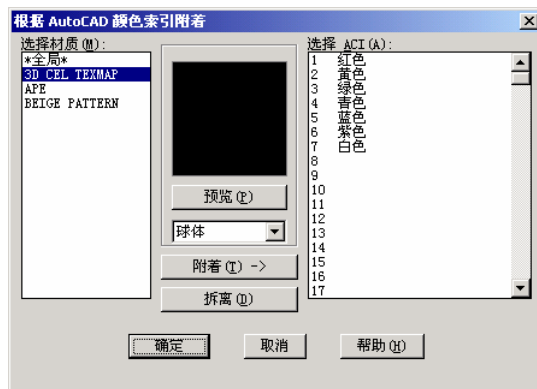 根据 AutoCAD 颜色索引附着
选择材质(M):
*全局*
3D CEL TEXMAP
APE
BEIGE PATTERN
预览(P)
球体
附着(T) ->
拆离(D)
选择 ACI(A):
1 红色
2 黄色
3 绿色
4 青色
5 蓝色
6 紫色
7 白色
8
9
10
11
12
13
14
15
16
17
确定
取消
帮助(H)